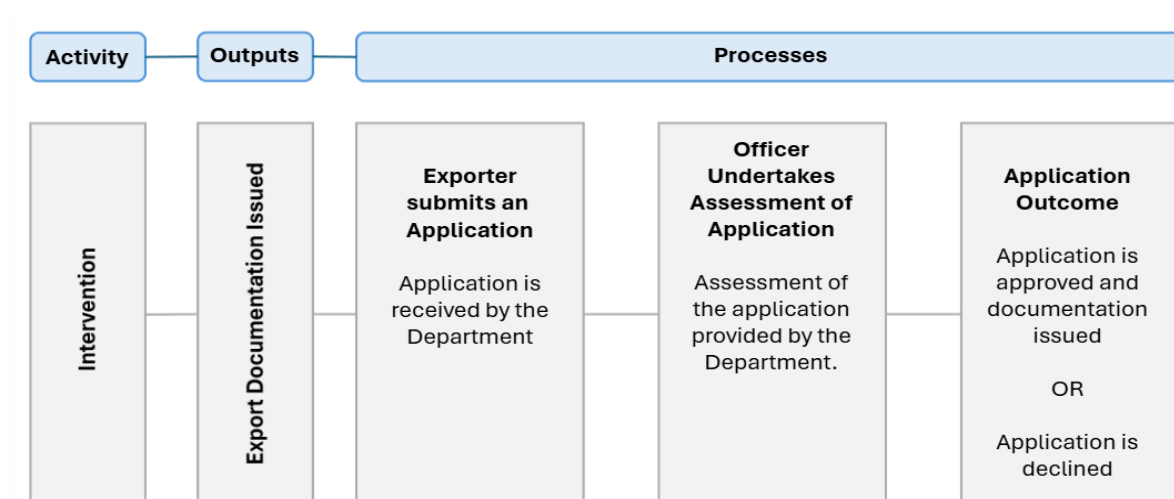 Activity
Outputs
Processes
Intervention
Export Documentation Issued
Exporter
submits an
Application
Application is
received by the
Department
Officer
Undertakes
Assessment of
Application
Assessment of
the application
provided by the
Department.
Application
Outcome
Application is
approved and
documentation
issued
OR
Application is
declined